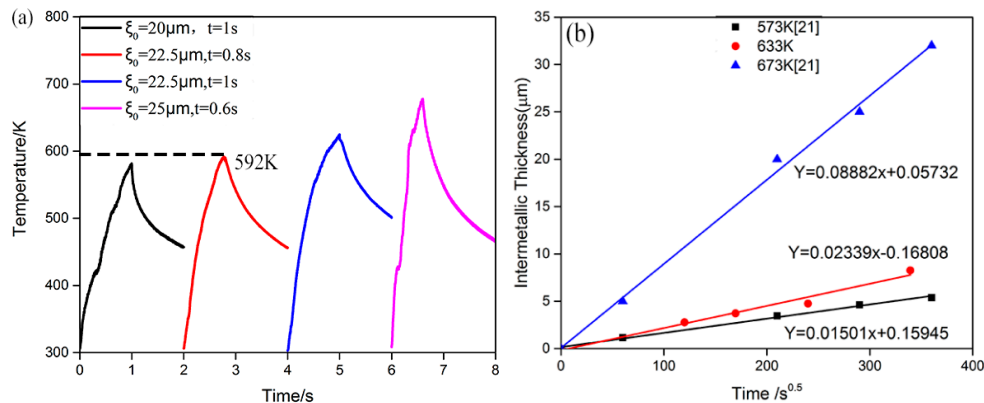 (a)
800
700
600
500
400
300
Temperature/K
ξ₀=20μm， t=1s
ξ₀=22.5μm,t=0.8s
ξ₀=22.5μm,t=1s
ξ₀=25μm,t=0.6s
592K
0 1 2 3 4 5 6 7 8
Time/s
(b)
35
30
25
20
15
10
5
0
Intermetallic Thickness(μm)
573K[21]
633K
673K[21]
Y=0.08882x+0.05732
Y=0.02339x-0.16808
Y=0.01501x+0.15945
0 100 200 300 400
Time /s^0.5